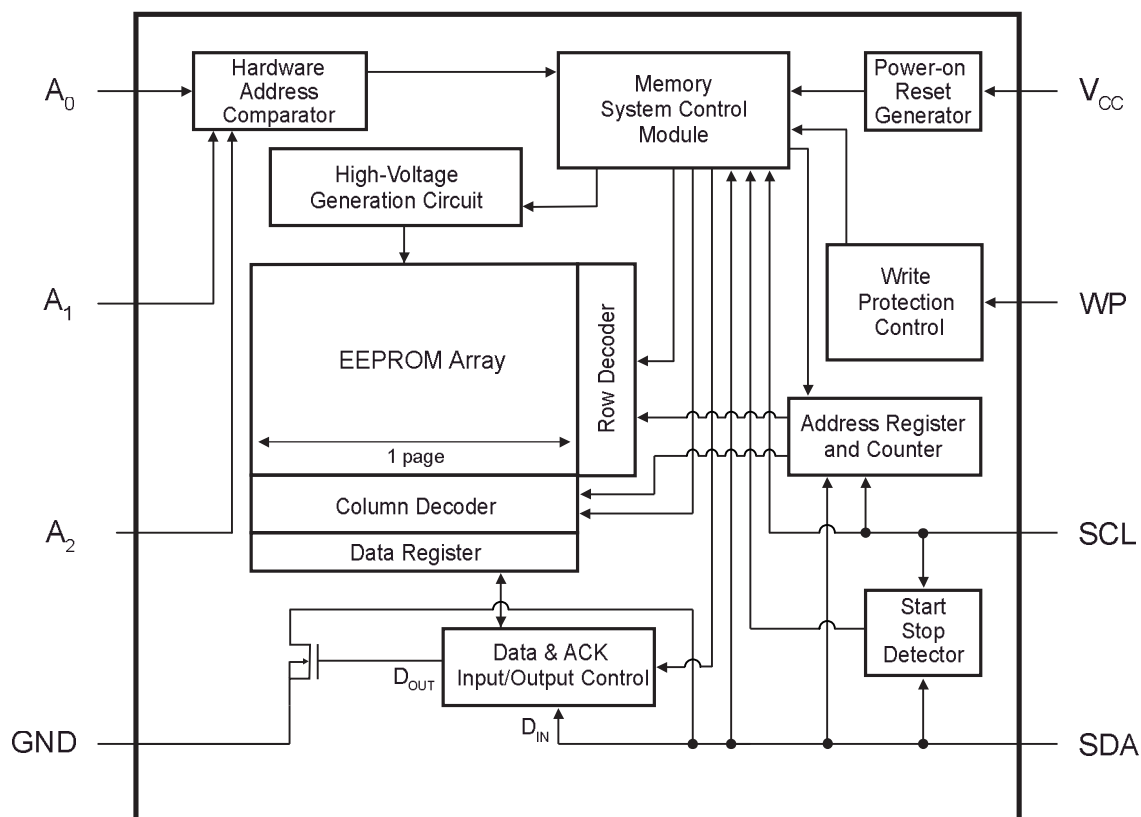 A0
Hardware
Address
Comparator
Memory
System Control
Module
Power-on
Reset
Generator
VCC
High-Voltage
Generation Circuit
A1
EEPROM Array
1 page
Row Decoder
Write
Protection
Control
WP
Address Register
and Counter
Column Decoder
Data Register
A2
SCL
Start
Stop
Detector
Data & ACK
Input/Output Control
DOUT
DIN
GND
SDA